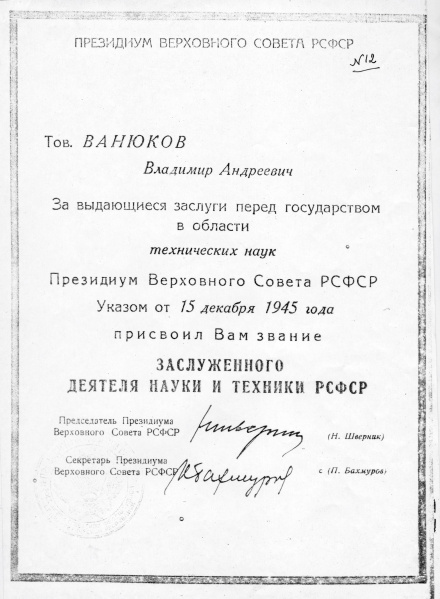 ПРЕЗИДИУМ ВЕРХОВНОГО СОВЕТА РСФСР
N12
Тов. ВАНЮКОВ
Владимир Андреевич
За выдающиеся заслуги перед государством
в области
технических наук
Президиум Верховного Совета РСФСР
Указом от 15 декабря 1945 года
присвоил Вам звание
ЗАСЛУЖЕННОГО
ДЕЯТЕЛЯ НАУКИ И ТЕХНИКИ РСФСР
Председатель Президиума
Верховного Совета РСФСР
(Н. Шверник)
Секретарь Президиума
Верховного Совета РСФСР
Бахмуров
с (П. Бахмуров)